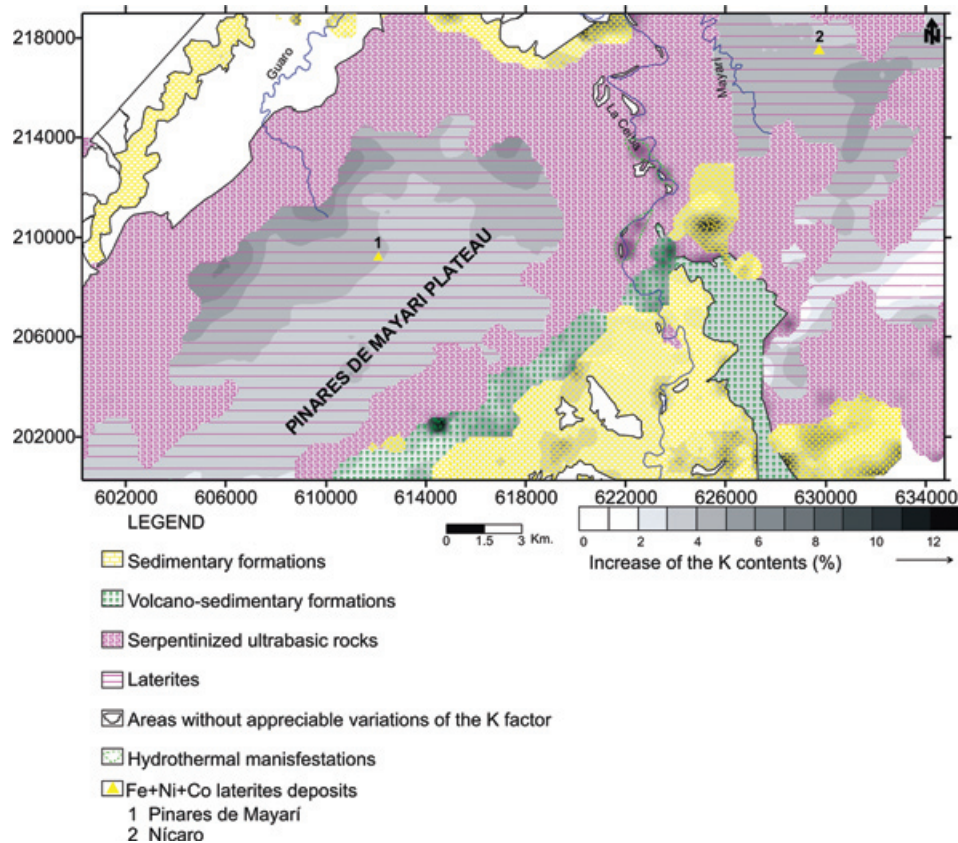 218000
214000
210000
206000
202000
Guaro
La Ceiba
Mayarí
2
N
1
PINARES DE MAYARI PLATEAU
602000 606000 610000 614000 618000 622000 626000 630000 634000
LEGEND
0 1.5 3 Km.
0 2 4 6 8 10 12
Increase of the K contents (%)
Sedimentary formations
Volcano-sedimentary formations
Serpentinized ultrabasic rocks
Laterites
Areas without appreciable variations of the K factor
Hydrothermal manisfestations
Fe+Ni+Co laterites deposits
1 Pinares de Mayarí
2 Nícaro